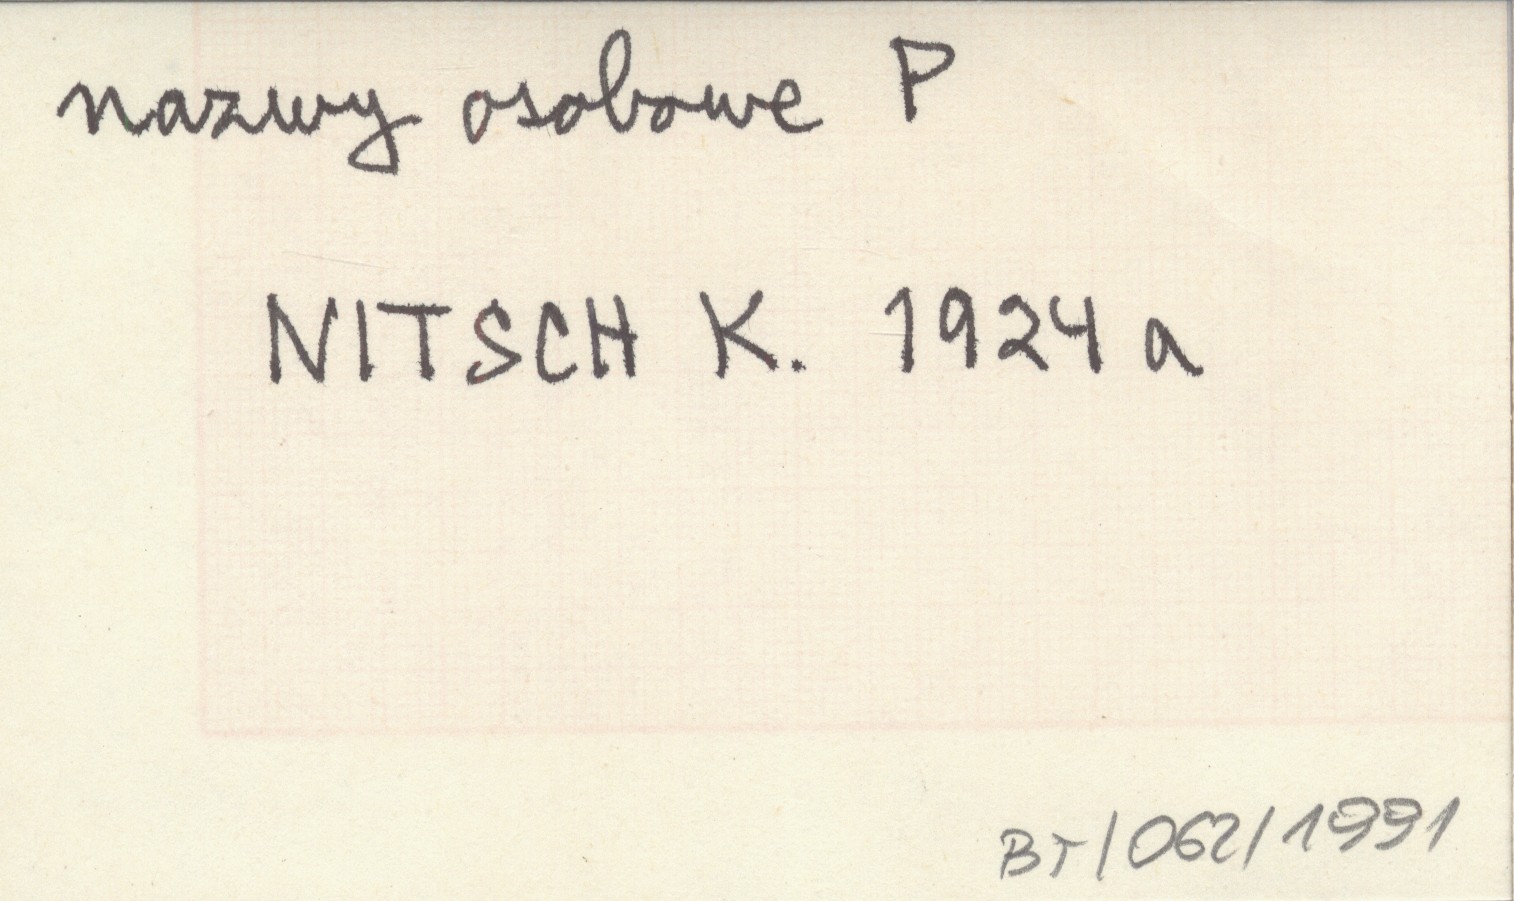 nazwy osobowe P
NITSCH K. 1924 a
BT/062/1991